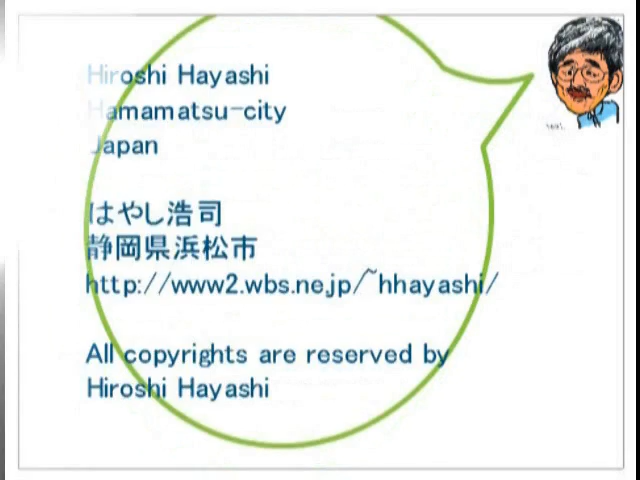 Hiroshi Hayashi
Hamamatsu-city
Japan
はやし浩司
静岡県浜松市
http://www2.wbs.ne.jp/~hhayashi/
All copyrights are reserved by
Hiroshi Hayashi